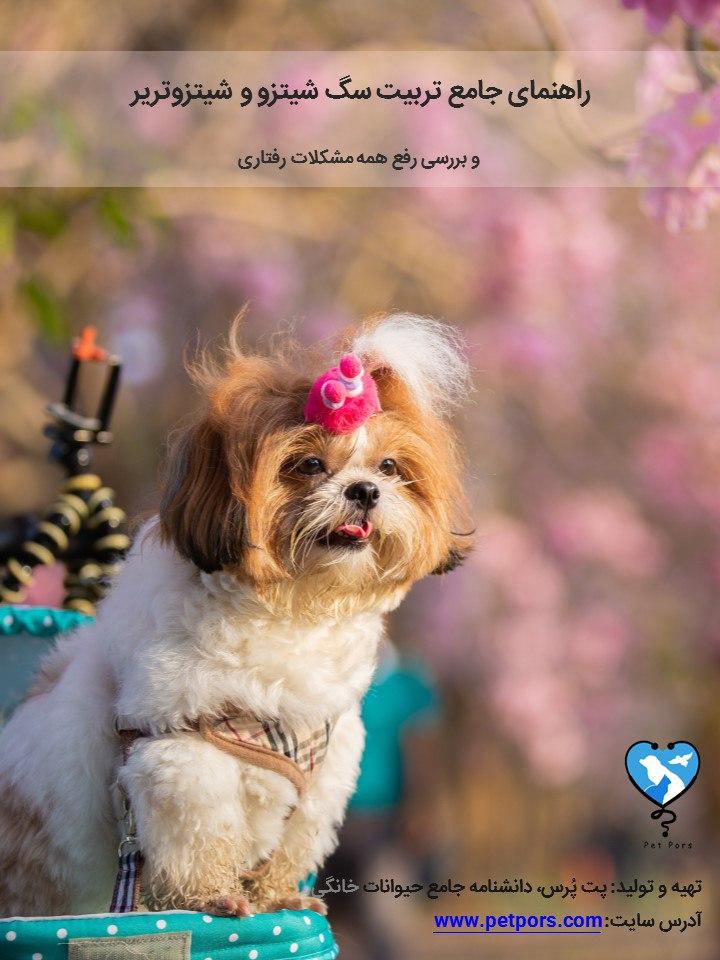 راهنمای جامع تربیت سگ شیتزو و شیتزوتریر
و بررسی رفع همه مشکلات رفتاری
Pet Pors
تهیه و تولید: پت پُرس، دانشنامه جامع حیوانات خانگی
آدرس سایت: www.petpors.com